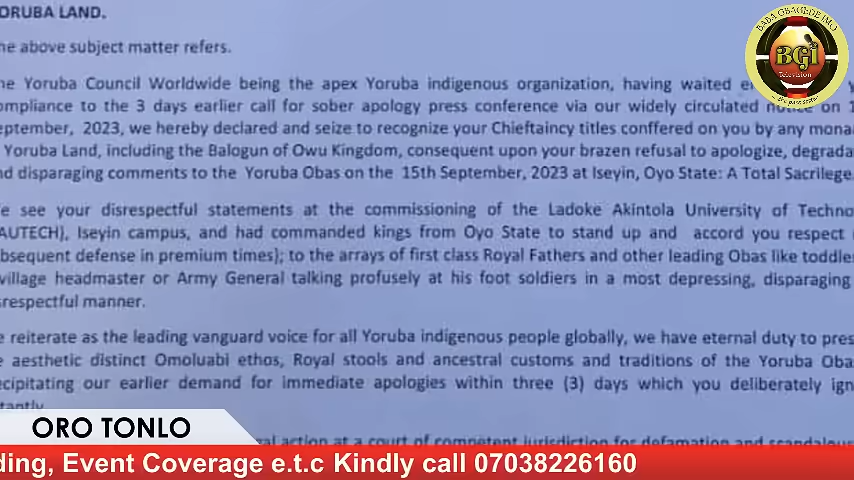 ORUBA LAND.
he above subject matter refers.
he Yoruba Council Worldwide being the apex Yoruba indigenous organization, having waited
ompliance to the 3 days earlier call for sober apology press conference via our widely circulated notice on 1
eptember, 2023, we hereby declared and seize to recognize your Chieftaincy titles conffered on you by any mona
Yoruba Land, including the Balogun of Owu Kingdom, consequent upon your brazen refusal to apologize, degrada
nd disparaging comments to the Yoruba Obas on the 15th September, 2023 at Iseyin, Oyo State: A Total Sacrilege
e see your disrespectful statements at the commissioning of the Ladoke Akintola University of Techno
AUTECH), Iseyin campus, and had commanded kings from Oyo State to stand up and accord you respect
ubsequent defense in premium times); to the arrays of first class Royal Fathers and other leading Obas like toddle
village headmaster or Army General talking profusely at his foot soldiers in a most depressing, disparaging
srespectful manner.
e reiterate as the leading vanguard voice for all Yoruba indigenous people globally, we have eternal duty to pres
e aesthetic distinct Omoluabi ethos, Royal stools and ancestral customs and traditions of the Yoruba Oba
ecipitating our earlier demand for immediate apologies within three (3) days which you deliberately ign
tantly
gal action at a court of competent jurisdiction for defamation and scandalou
BABA GBAGEDE IMO
BGI
Television
ORO TONLO
ding, Event Coverage e.t.c Kindly call 07038226160